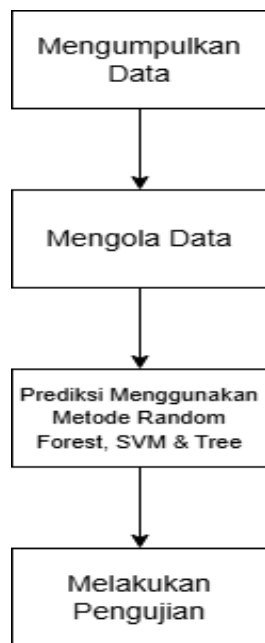 Mengumpulkan
Data
Mengola Data
Prediksi Menggunakan
Metode Random
Forest, SVM & Tree
Melakukan
Pengujian